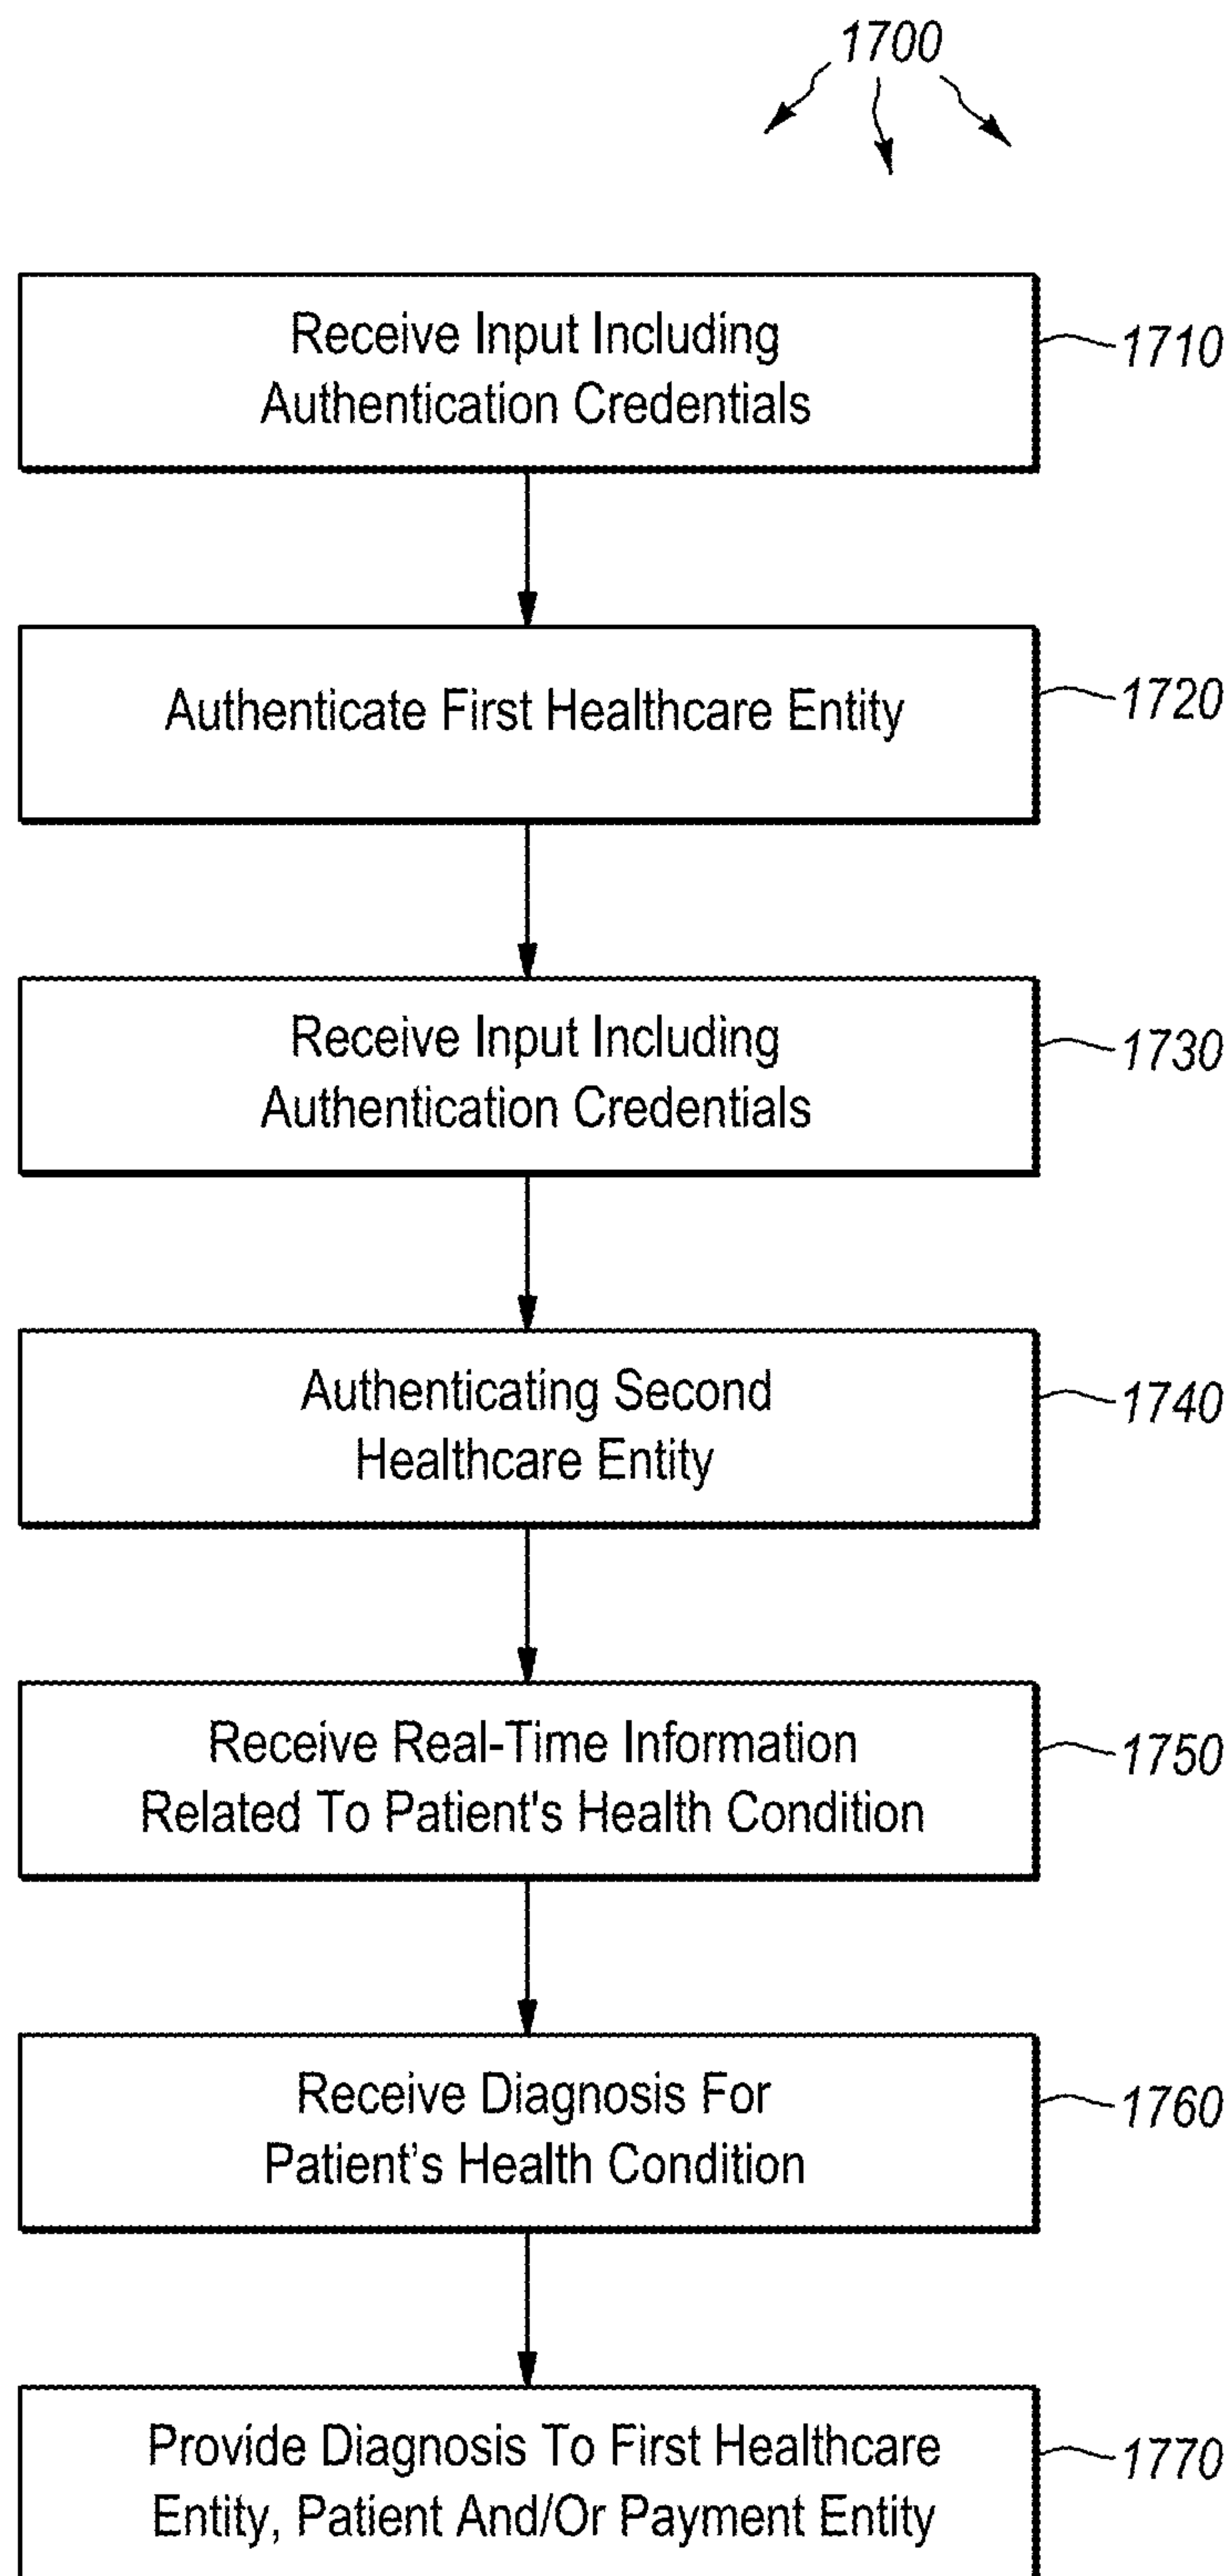 1700
Receive Input Including
Authentication Credentials
1710
Authenticate First Healthcare Entity
1720
Receive Input Including
Authentication Credentials
1730
Authenticating Second
Healthcare Entity
1740
Receive Real-Time Information
Related To Patient's Health Condition
1750
Receive Diagnosis For
Patient’s Health Condition
1760
Provide Diagnosis To First Healthcare
Entity, Patient And/Or Payment Entity
1770